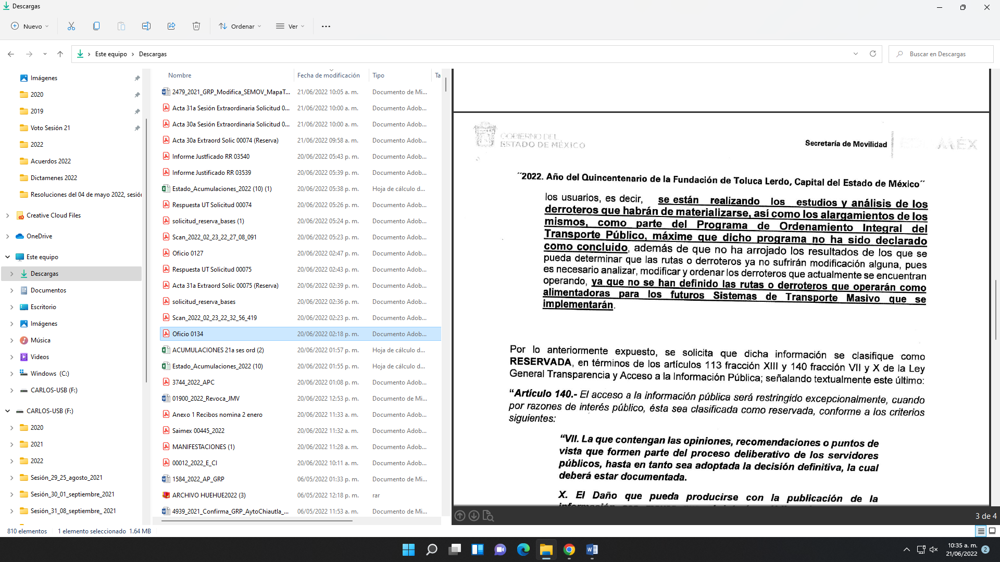 Descargas
Nuevo
Ordenar
Ver
Este equipo
Descargas
Buscar en Descargas
Imágenes
2020
2019
Voto Sesión 21
2022
Acuerdos 2022
Dictamenes 2022
Resoluciones del 04 de mayo 2022, sesión
Creative Cloud Files
OneDrive
Este equipo
Descargas
Documentos
Escritorio
Imágenes
Música
Videos
Windows (C:)
CARLOS-USB (F:)
CARLOS-USB (F:)
2020
2021
2022
Sesión_29_25_agosto_2021
Sesión_30_01_septiembre_2021
Sesión_31_08_septiembre_ 2021
Nombre Fecha de modificación Tipo Ta
2479_2021_GRP_Modifica_SEMOV_MapaT... 21/06/2022 10:05 a. m. Documento de Mi...
Acta 31a Sesión Extraordinaria Solicitud 0... 21/06/2022 10:00 a. m. Documento Adob...
Acta 30a Sesión Extraordinaria Solicitud 0... 21/06/2022 10:00 a. m. Documento Adob...
Acta 30a Extraord Solic 00074 (Reserva) 21/06/2022 09:58 a. m. Documento Adob...
Informe Justficado RR 03540 20/06/2022 05:43 p. m. Documento Adob...
Informe Justificado RR 03539 20/06/2022 05:39 p. m. Documento Adob...
Estado_Acumulaciones_2022 (10) (1) 20/06/2022 05:38 p. m. Hoja de cálculo d...
Respuesta UT Solicitud 00074 20/06/2022 05:26 p. m. Documento Adob...
solicitud_reserva_bases (1) 20/06/2022 05:24 p. m. Documento Adob...
Scan_2022_02_23_22_27_08_091 20/06/2022 05:23 p. m. Documento Adob...
Oficio 0127 20/06/2022 02:47 p. m. Documento Adob...
Respuesta UT Solicitud 00075 20/06/2022 02:43 p. m. Documento Adob...
Acta 31a Extraord Solic 00075 (Reserva) 20/06/2022 02:39 p. m. Documento Adob...
solicitud_reserva_bases 20/06/2022 02:36 p. m. Documento Adob...
Scan_2022_02_23_22_32_56_419 20/06/2022 02:23 p. m. Documento Adob...
Oficio 0134 20/06/2022 02:18 p. m. Documento Adob...
ACUMULACIONES 21a ses ord (2) 20/06/2022 01:57 p. m. Hoja de cálculo d...
Estado_Acumulaciones_2022 (10) 20/06/2022 01:55 p. m. Hoja de cálculo d...
3744_2022_APC 20/06/2022 01:08 p. m. Documento Adob...
01900_2022_Revoca_JMV 20/06/2022 12:53 p. m. Documento de Mi...
Anexo 1 Recibos nomina 2 enero 20/06/2022 11:33 a. m. Documento Adob...
Saimex 00445_2022 20/06/2022 11:32 a. m. Documento Adob...
MANIFESTACIONES (1) 20/06/2022 11:28 a. m. Documento Adob...
00012_2022_E_CI 20/06/2022 10:11 a. m. Documento Adob...
1584_2022_AP_GRP 06/05/2022 01:33 p. m. Documento de Mi...
ARCHIVO HUEHUE2022 (3) 06/05/2022 12:18 p. m. rar
4939_2021_Confirma_GRP_AytoChiautla_... 06/05/2022 11:53 a. m. Documento de Mi...
GOBIERNO DEL
ESTADO DE MÉXICO
Secretaría de Movilidad
´´2022. Año del Quincentenario de la Fundación de Toluca Lerdo, Capital del Estado de México´´
los usuarios, es decir, se están realizando los estudios y análisis de los
derroteros que habrán de materializarse, así como los alargamientos de los
mismos, como parte del Programa de Ordenamiento Integral del
Transporte Público, máxime que dicho programa no ha sido declarado
como concluido, además de que no ha arrojado los resultados de los que se
pueda determinar que las rutas o derroteros ya no sufrirán modificación alguna, pues
es necesario analizar, modificar y ordenar los derroteros que actualmente se encuentran
operando, ya que no se han definido las rutas o derroteros que operarán como
alimentadoras para los futuros Sistemas de Transporte Masivo que se
implementarán.
Por lo anteriormente expuesto, se solicita que dicha información se clasifique como
RESERVADA, en términos de los artículos 113 fracción XIII y 140 fracción VII y X de la Ley
General Transparencia y Acceso a la Información Pública; señalando textualmente este último:
“Artículo 140.- El acceso a la información pública será restringido excepcionalmente, cuando
por razones de interés público, ésta sea clasificada como reservada, conforme a los criterios
siguientes:
“VII. La que contengan las opiniones, recomendaciones o puntos de
vista que formen parte del proceso deliberativo de los servidores
públicos, hasta en tanto sea adoptada la decisión definitiva, la cual
deberá estar documentada.
X. El Daño que pueda producirse con la publicación de la
3 de 4
810 elementos 1 elemento seleccionado 1.64 MB
10:35 a. m.
21/06/2022
2